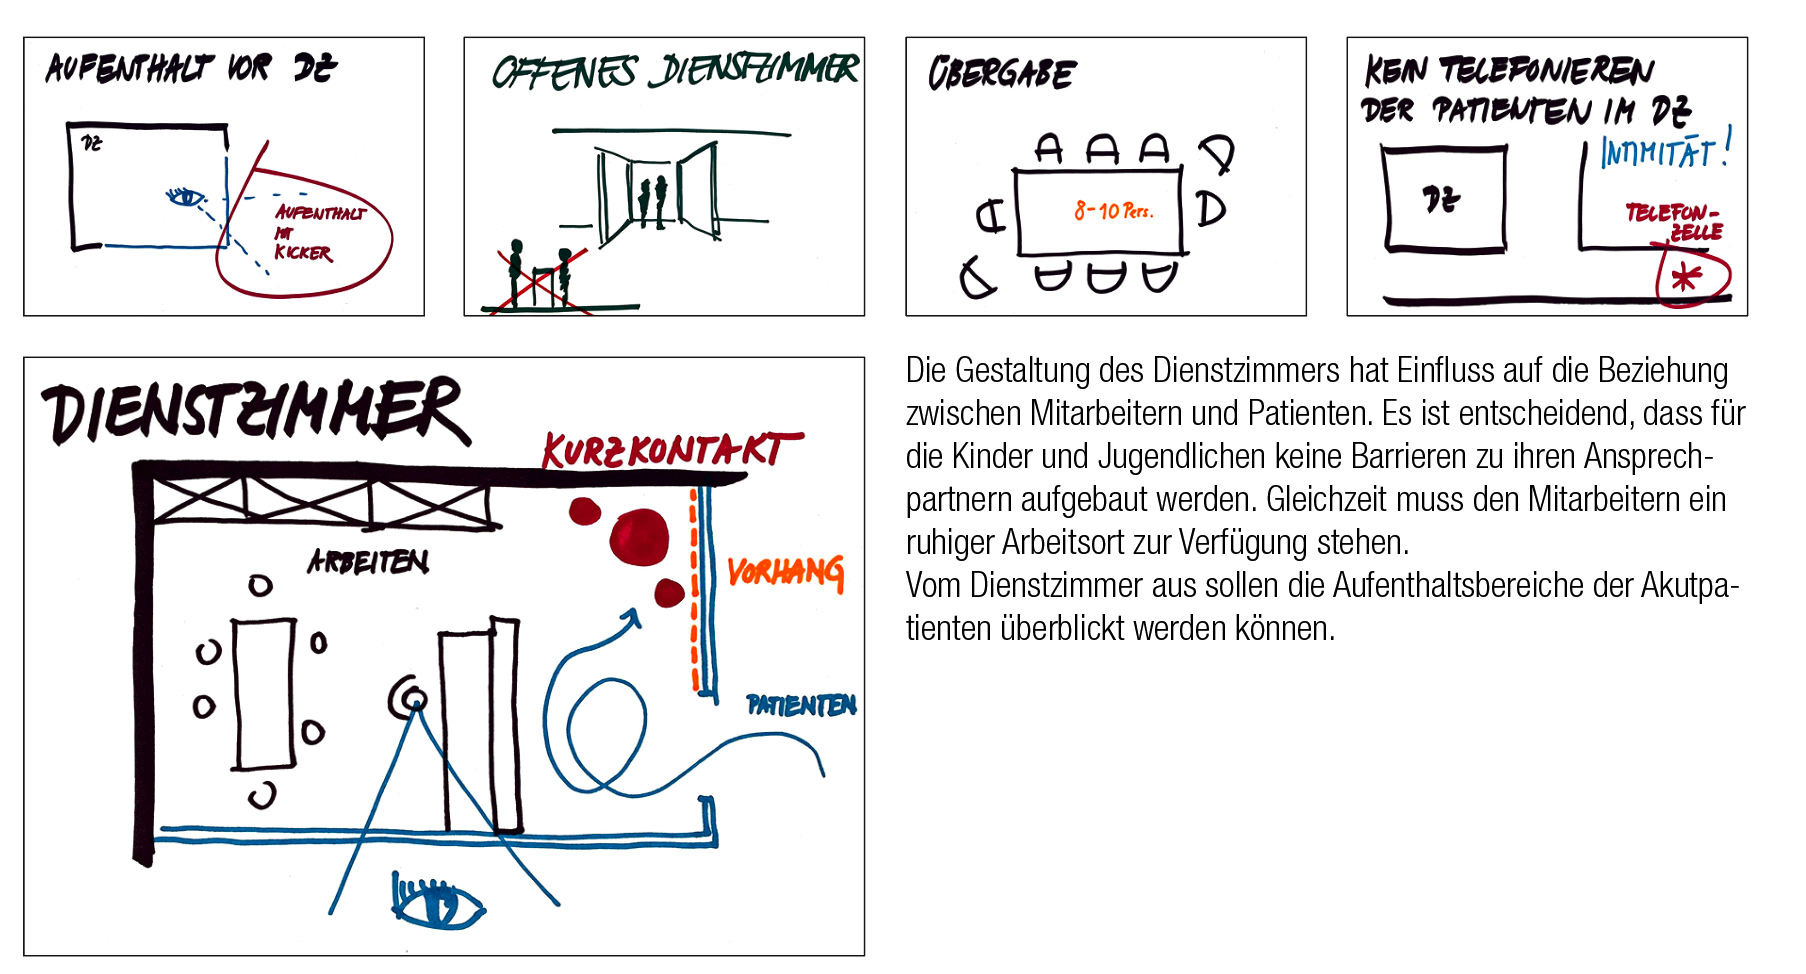 AUFENTHALT VOR DZ
DZ
AUFENTHALT
MIT
KICKER
OFFENES DIENSTZIMMER
ÜBERGABE
8-10 Pers.
KEIN TELEFONIEREN
DER PATIENTEN IM DZ
INTIMITÄT!
DZ
TELEFON-
ZELLE
DIENSTZIMMER
KURZKONTAKT
ARBEITEN
VORHANG
PATIENTEN
Die Gestaltung des Dienstzimmers hat Einfluss auf die Beziehung
zwischen Mitarbeitern und Patienten. Es ist entscheidend, dass für
die Kinder und Jugendlichen keine Barrieren zu ihren Ansprech-
partnern aufgebaut werden. Gleichzeit muss den Mitarbeitern ein
ruhiger Arbeitsort zur Verfügung stehen.
Vom Dienstzimmer aus sollen die Aufenthaltsbereiche der Akutpa-
tienten überblickt werden können.